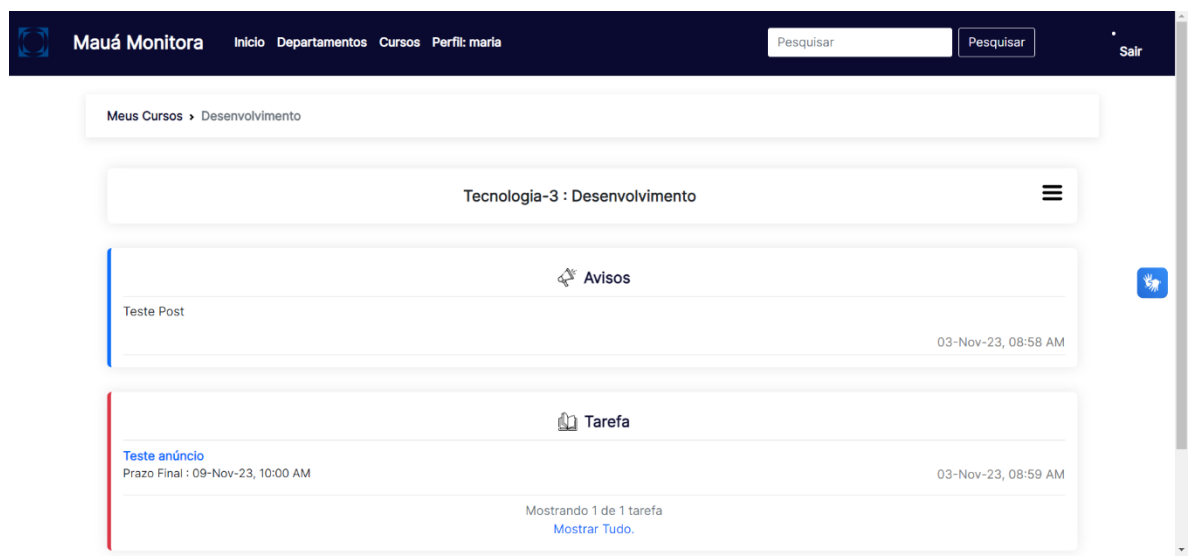 Mauá Monitora Inicio Departamentos Cursos Perfil: maria Pesquisar Pesquisar Sair
Meus Cursos › Desenvolvimento
Tecnologia-3 : Desenvolvimento
Avisos
Teste Post
03-Nov-23, 08:58 AM
Tarefa
Teste anúncio
Prazo Final : 09-Nov-23, 10:00 AM 03-Nov-23, 08:59 AM
Mostrando 1 de 1 tarefa
Mostrar Tudo.